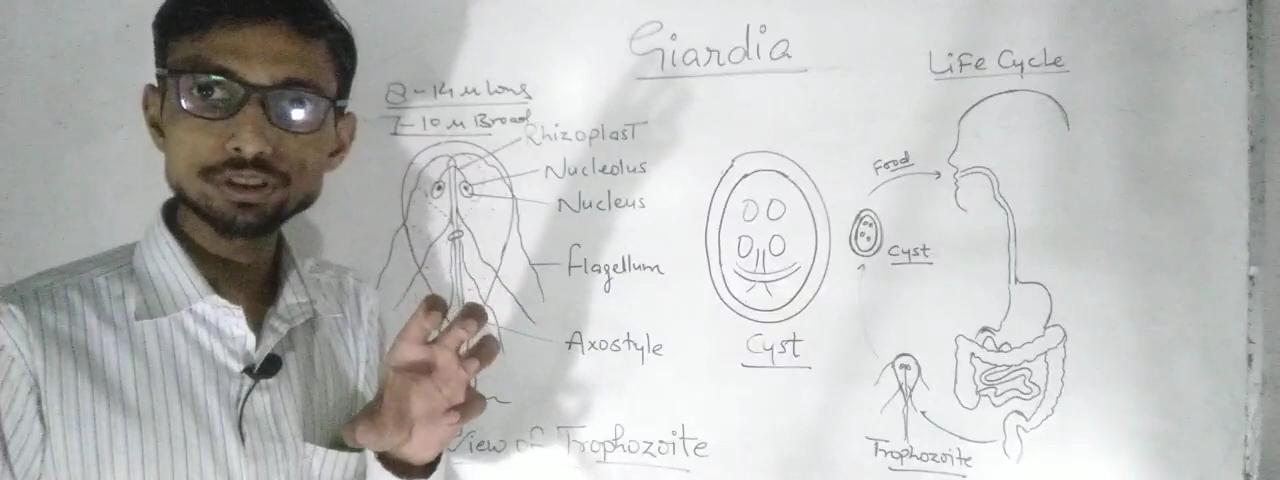 Giardia
8-14 μ Long
7-10 μ Broad
Rhizoplast
Nucleolus
Nucleus
Flagellum
Axostyle
View of Trophozoite
Cyst
Life Cycle
Food
Cyst
Trophozoite